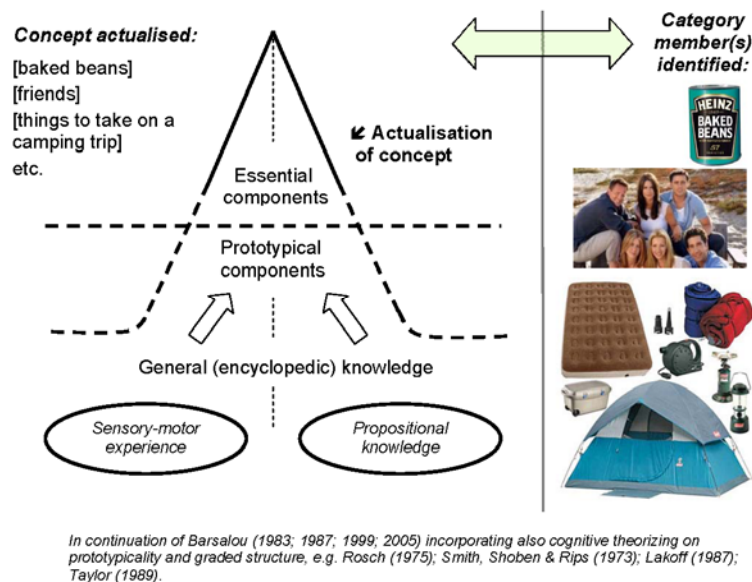 Concept actualised:
[baked beans]
[friends]
[things to take on a
camping trip]
etc.
Actualisation
of concept
Essential
components
Prototypical
components
General (encyclopedic) knowledge
Sensory-motor
experience
Propositional
knowledge
Category
member(s)
identified:
HEINZ
BAKED
BEANS
57
In continuation of Barsalou (1983; 1987; 1999; 2005) incorporating also cognitive theorizing on
prototypicality and graded structure, e.g. Rosch (1975); Smith, Shoben & Rips (1973); Lakoff (1987);
Taylor (1989).